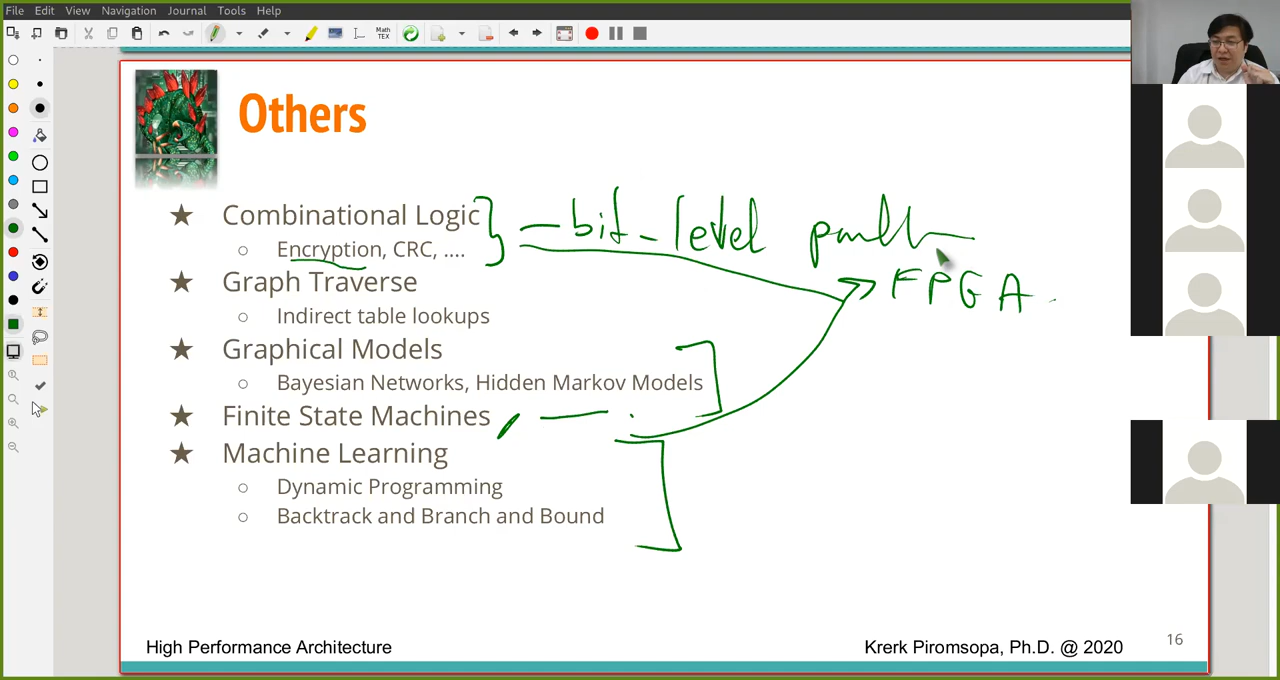 File Edit View Navigation Journal Tools Help
Math TEX
Others
★ Combinational Logic
○ Encryption, CRC, ....
bit-level
★ Graph Traverse
FPGA
○ Indirect table lookups
★ Graphical Models
○ Bayesian Networks, Hidden Markov Models
★ Finite State Machines
★ Machine Learning
○ Dynamic Programming
○ Backtrack and Branch and Bound
High Performance Architecture
Krerk Piromsopa, Ph.D. @ 2020
16